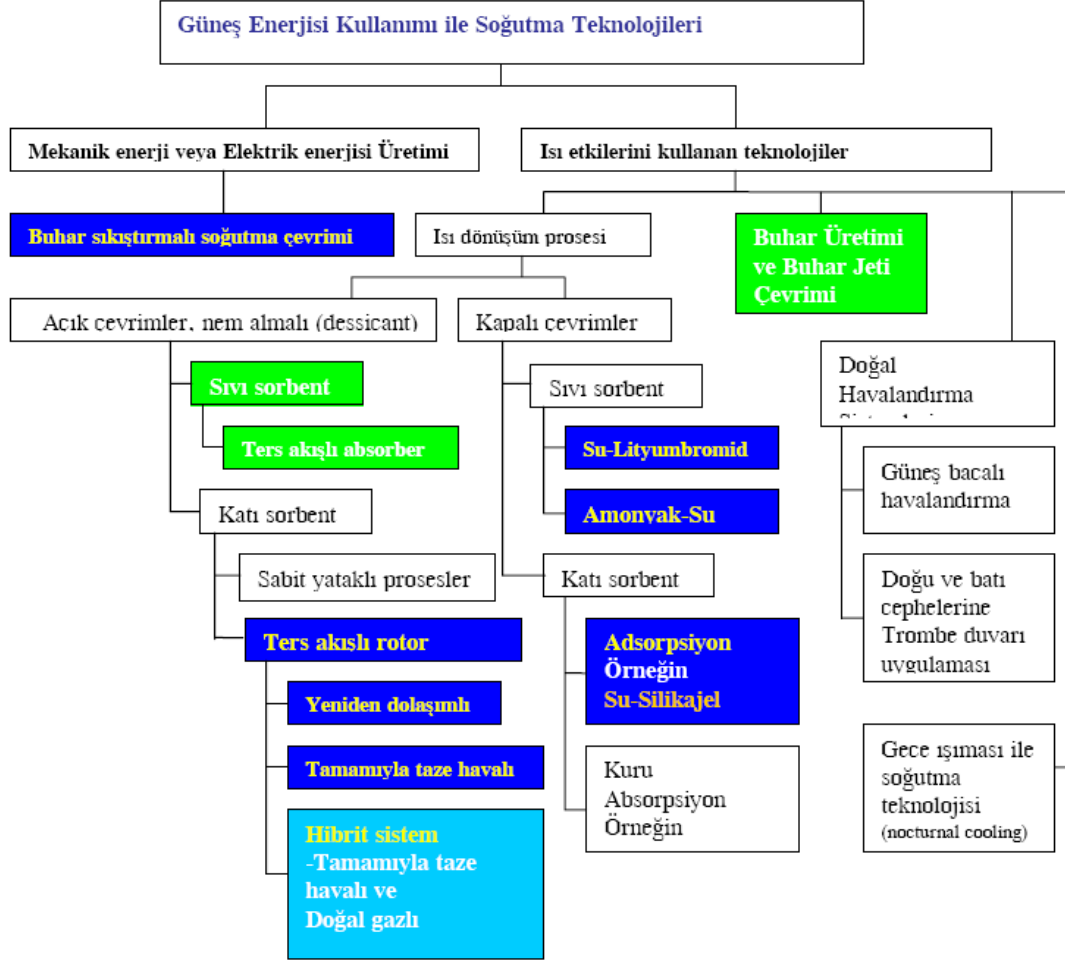 Güneş Enerjisi Kullanımı ile Soğutma Teknolojileri
Mekanik enerji veya Elektrik enerjisi Üretimi
Isı etkilerini kullanan teknolojiler
Buhar sıkıştırmalı soğutma çevrimi
Isı dönüşüm prosesi
Buhar Üretimi
ve Buhar Jeti
Çevrimi
Açık çevrimler, nem almalı (dessicant)
Kapalı çevrimler
Sıvı sorbent
Ters akışlı absorber
Katı sorbent
Sabit yataklı prosesler
Ters akışlı rotor
Yeniden dolaşımlı
Tamamıyla taze havalı
Hibrit sistem
-Tamamıyla taze
havalı ve
Doğal gazlı
Sıvı sorbent
Su-Lityumbromid
Amonyak-Su
Katı sorbent
Adsorpsiyon
Örneğin
Su-Silikajel
Kuru
Absorpsiyon
Örneğin
Doğal
Havalandırma
Güneş bacalı
havalandırma
Doğu ve batı
cephelerine
Trombe duvarı
uygulaması
Gece ışıması ile
soğutma
teknolojisi
(nocturnal cooling)